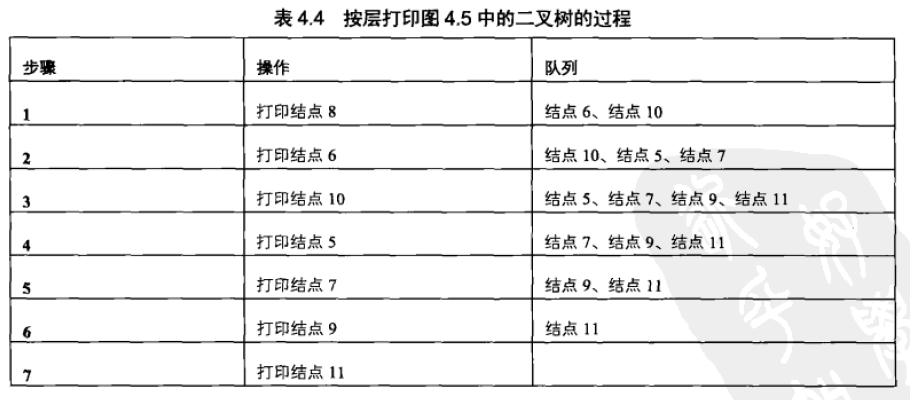 表 4.4 按层打印图 4.5 中的二叉树的过程
步骤 操作 队列
1 打印结点 8 结点 6、结点 10
2 打印结点 6 结点 10、结点 5、结点 7
3 打印结点 10 结点 5、结点 7、结点 9、结点 11
4 打印结点 5 结点 7、结点 9、结点 11
5 打印结点 7 结点 9、结点 11
6 打印结点 9 结点 11
7 打印结点 11